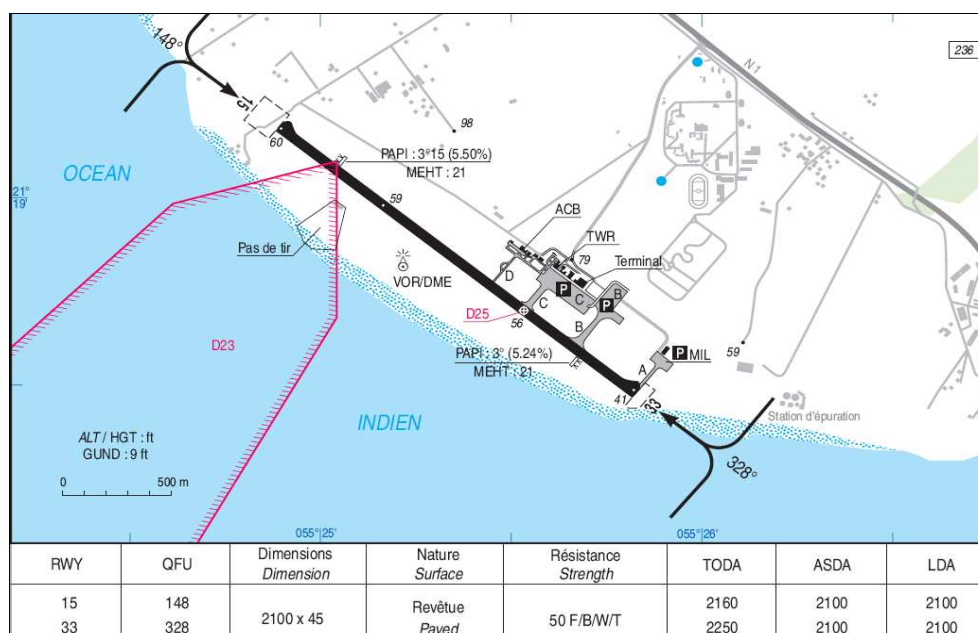 148°
15
60
98
236
N 1
PAPI : 3°15 (5.50%)
MEHT : 21
OCEAN
21°
19'
59
ACB
TWR
79
Terminal
Pas de tir
VOR/DME
D
P
C
C
B
P
D25
56
B
D23
PAPI : 3° (5.24%)
MEHT : 21
A
P MIL
59
41
33
Station d'épuration
INDIEN
328°
ALT / HGT : ft
GUND : 9 ft
0 500 m
055° 25'
055° 26'
RWY QFU Dimensions Nature Résistance TODA ASDA LDA
Dimension Surface Strength
15 148 2100 x 45 Revêtue 50 F/B/W/T 2160 2100 2100
33 328 Paved 2250 2100 2100